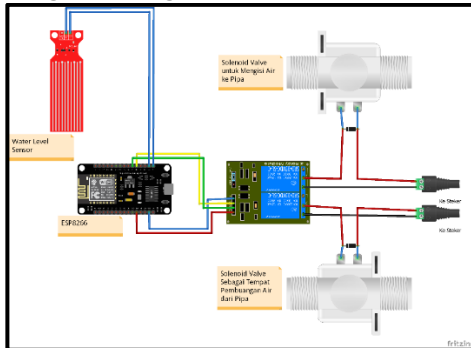 Solenoid Valve
untuk Mengisi Air
ke Pipa
Water Level
Sensor
ESP8266
Ke Stoker
Ke Stoker
Solenoid Valve
Sebagai Tempat
Pembuangan Air
dari Pipa
fritzin